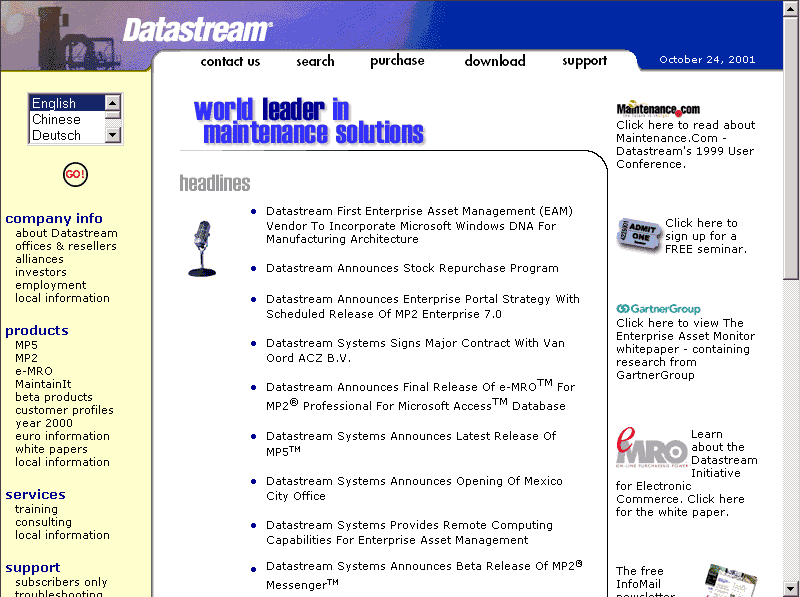 Datastream®
contact us
search
purchase
download
support
October 24, 2001
English
Chinese
Deutsch
GO!
company info
about Datastream
offices & resellers
alliances
investors
employment
local information
products
MP5
MP2
e-MRO
MaintainIt
beta products
customer profiles
year 2000
euro information
white papers
local information
services
training
consulting
local information
support
subscribers only
troubleshooting
world leader in
maintenance solutions
headlines
Datastream First Enterprise Asset Management (EAM)
Vendor To Incorporate Microsoft Windows DNA For
Manufacturing Architecture
Datastream Announces Stock Repurchase Program
Datastream Announces Enterprise Portal Strategy With
Scheduled Release Of MP2 Enterprise 7.0
Datastream Systems Signs Major Contract With Van
Oord ACZ B.V.
Datastream Announces Final Release Of e-MRO™ For
MP2® Professional For Microsoft Access™ Database
Datastream Systems Announces Latest Release Of
MP5™
Datastream Systems Announces Opening Of Mexico
City Office
Datastream Systems Provides Remote Computing
Capabilities For Enterprise Asset Management
Datastream Systems Announces Beta Release Of MP2®
Messenger™
Maintenance.com
Click here to read about
Maintenance.Com -
Datastream's 1999 User
Conference.
ADMIT
ONE
Click here to
sign up for a
FREE seminar.
GartnerGroup
Click here to view The
Enterprise Asset Monitor
whitepaper - containing
research from
GartnerGroup
eMRO
ON-LINE PURCHASING POWER
Learn
about the
Datastream
Initiative
for Electronic
Commerce. Click here
for the white paper.
The free
InfoMail
newsletter